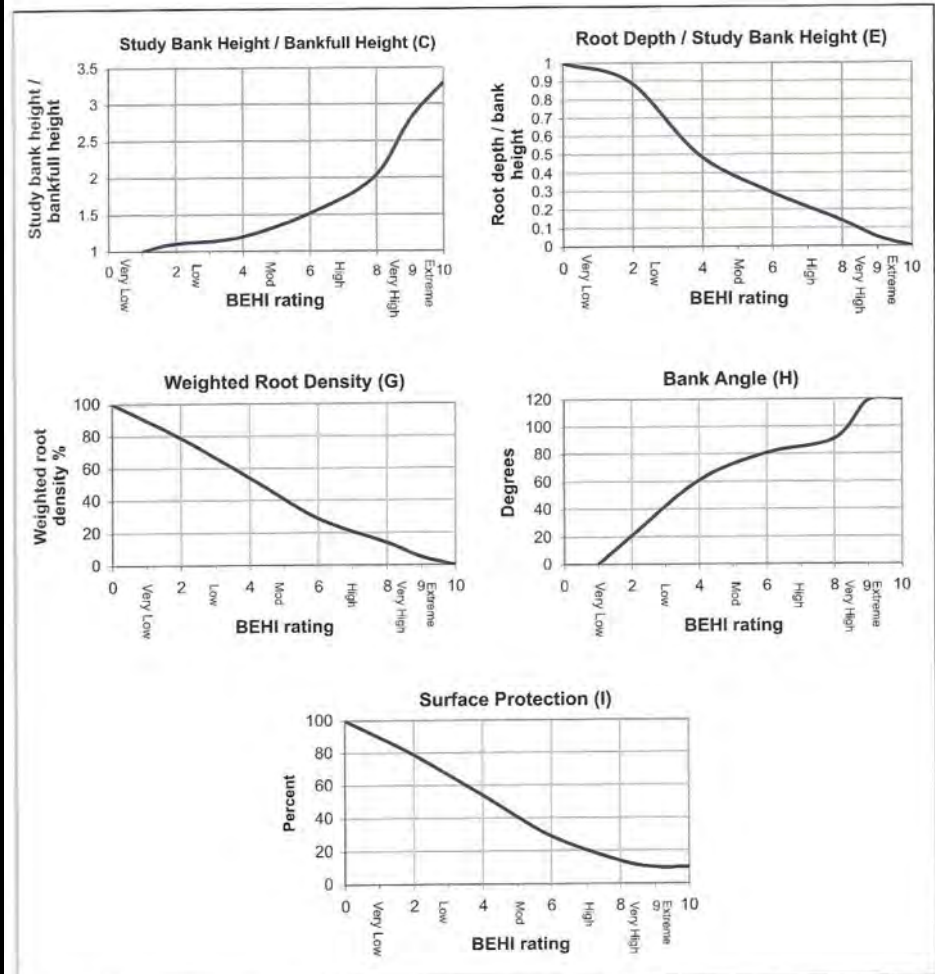 Study Bank Height / Bankfull Height (C)
Study bank height /
bankfull height
3.5
3
2.5
2
1.5
1
0 2 4 6 8 9 10
Very Low Low Mod High Very High Extreme
BEHI rating
Root Depth / Study Bank Height (E)
Root depth / bank
height
1
0.9
0.8
0.7
0.6
0.5
0.4
0.3
0.2
0.1
0
0 2 4 6 8 9 10
Very Low Low Mod High Very High Extreme
BEHI rating
Weighted Root Density (G)
Weighted root
density %
100
80
60
40
20
0
0 2 4 6 8 9 10
Very Low Low Mod High Very High Extreme
BEHI rating
Bank Angle (H)
Degrees
120
100
80
60
40
20
0
0 2 4 6 8 9 10
Very Low Low Mod High Very High Extreme
BEHI rating
Surface Protection (I)
Percent
100
80
60
40
20
0
0 2 4 6 8 9 10
Very Low Low Mod High Very High Extreme
BEHI rating